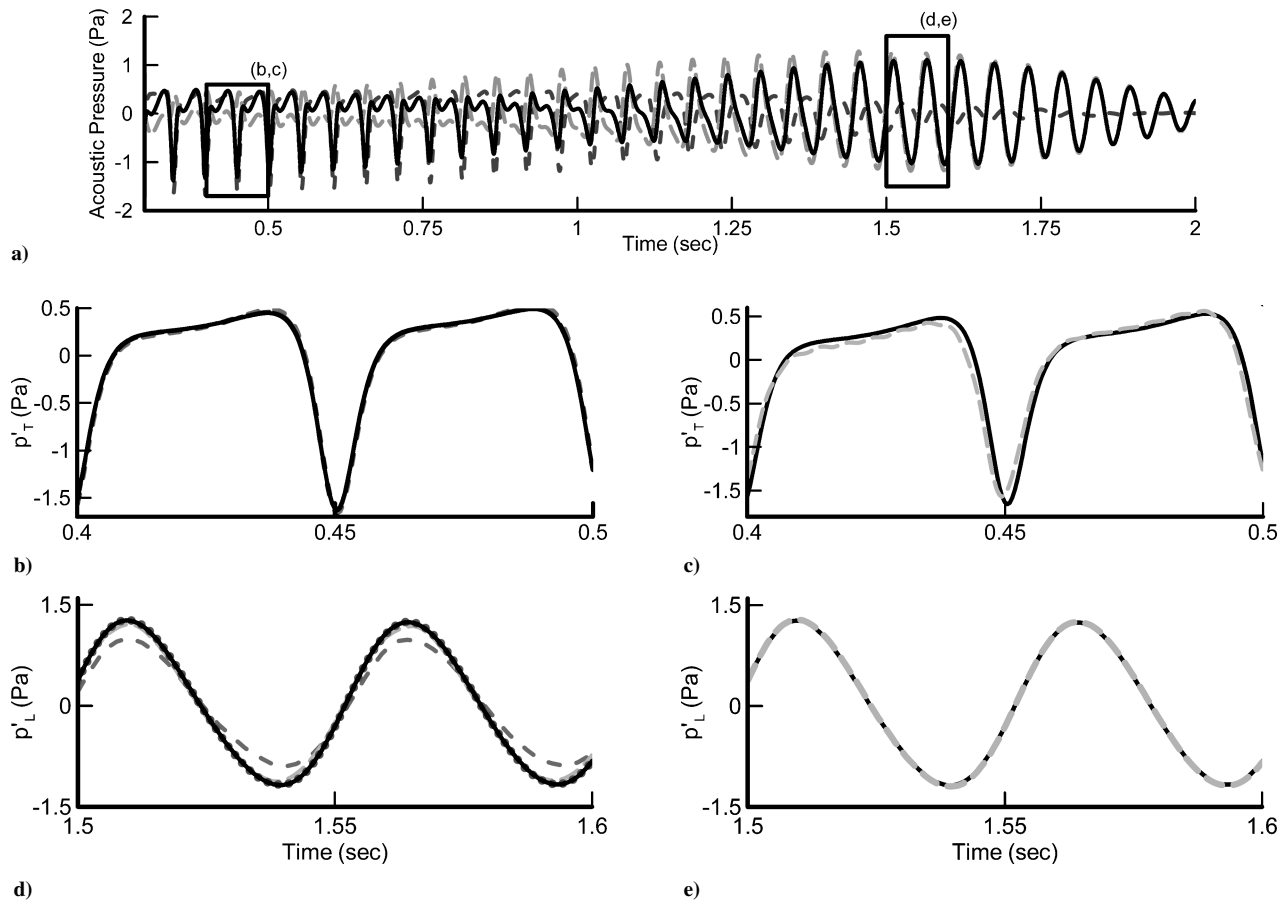 2
1
0
-1
-2
Acoustic Pressure (Pa)
(b,c)
(d,e)
0.5
0.75
1
1.25
1.5
1.75
2
Time (sec)
a)
0.5
0
-0.5
-1
-1.5
p'T (Pa)
0.4
0.45
0.5
b)
0.5
0
-0.5
-1
-1.5
p'T (Pa)
0.4
0.45
0.5
c)
1.5
0
-1.5
p'L (Pa)
1.5
1.55
1.6
Time (sec)
d)
1.5
0
-1.5
p'L (Pa)
1.5
1.55
1.6
Time (sec)
e)